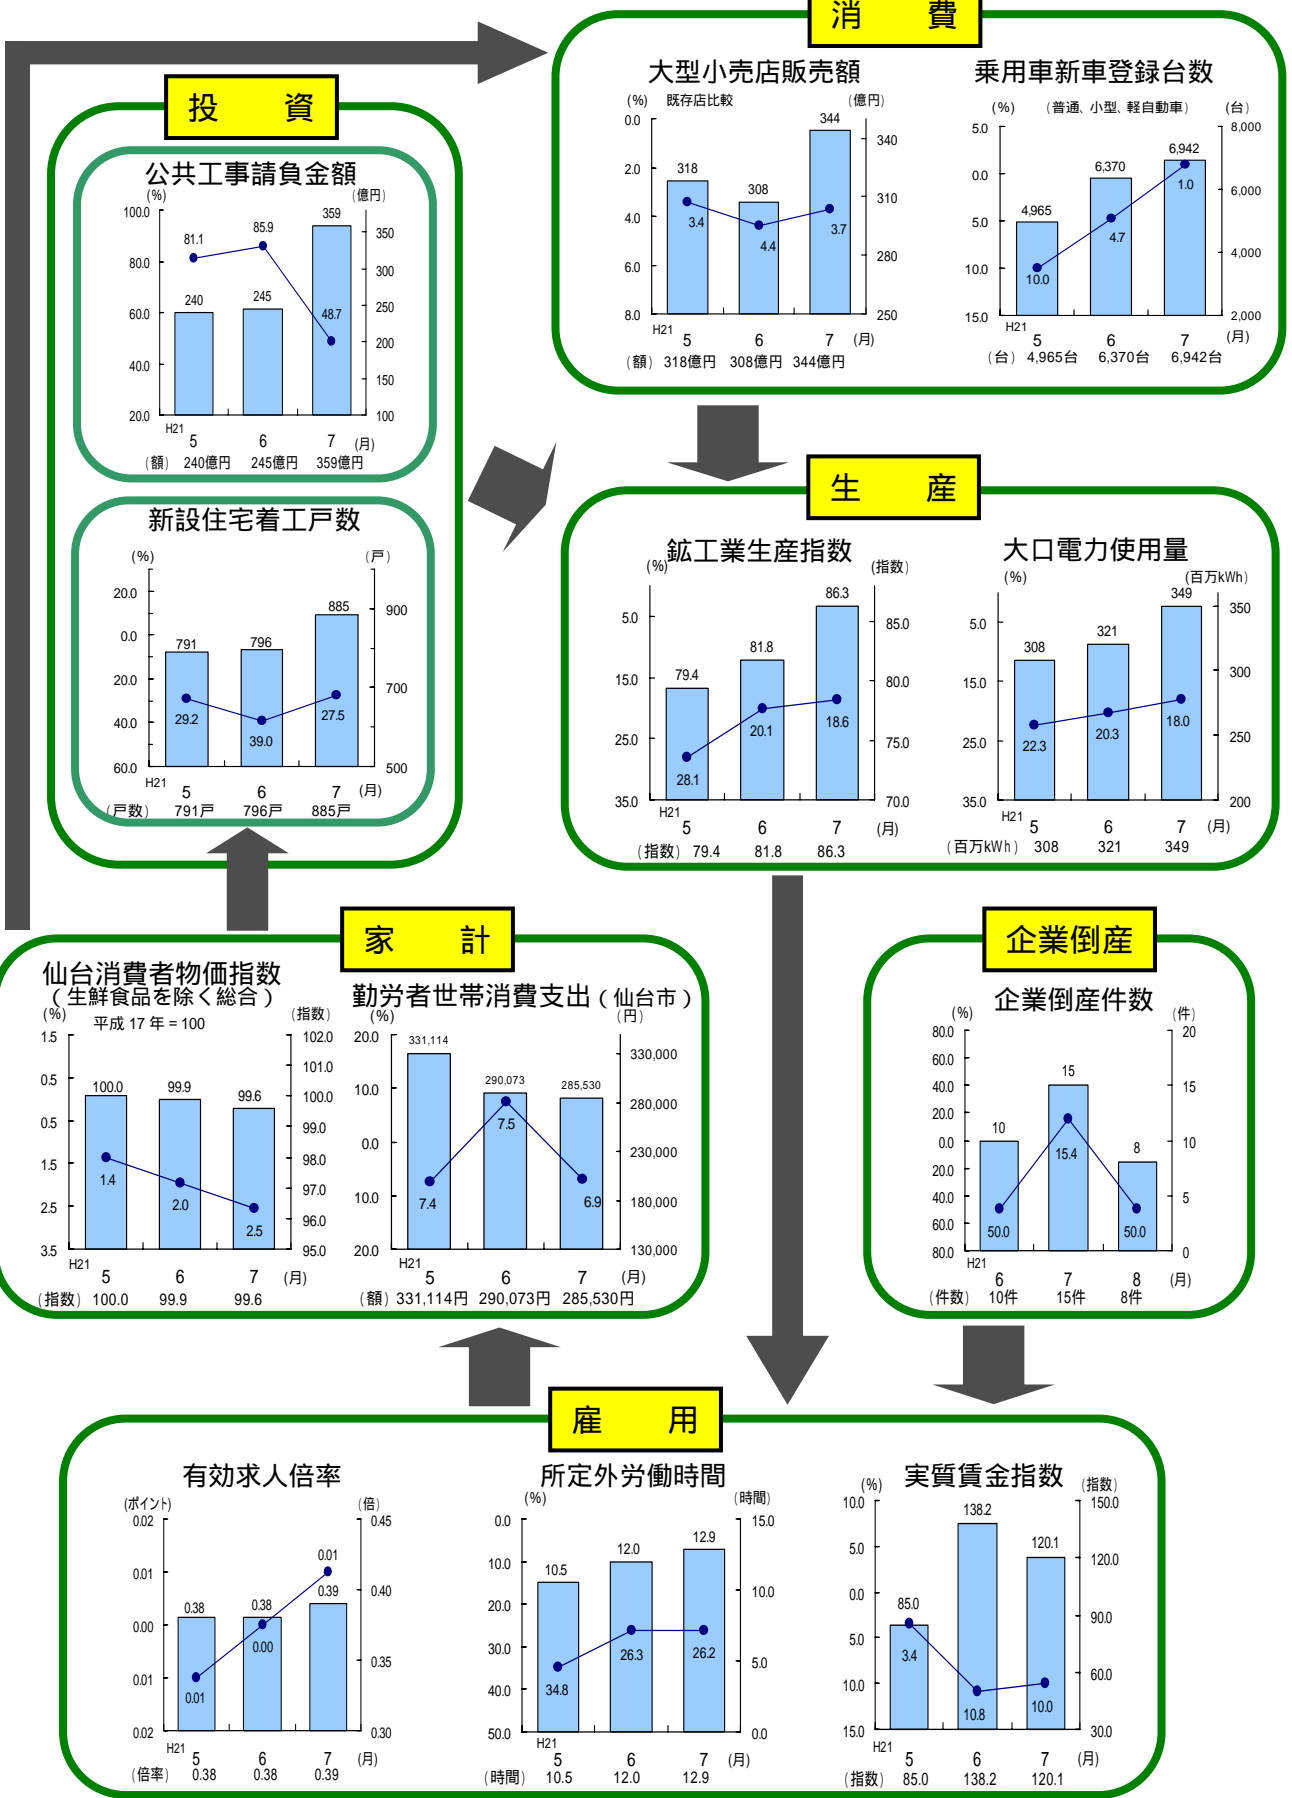 消　費
大型小売店販売額
(%) 既存店比較 (億円)
0.0
2.0
4.0
6.0
8.0
340
310
280
250
318
308
344
3.4
4.4
3.7
H21
5 6 7 (月)
(額) 318億円 308億円 344億円
乗用車新車登録台数
(%) (普通、小型、軽自動車) (台)
5.0
0.0
5.0
10.0
15.0
8,000
6,000
4,000
2,000
4,965
6,370
6,942
10.0
4.7
1.0
H21
5 6 7 (月)
(台) 4,965台 6,370台 6,942台
投　資
公共工事請負金額
(%) (億円)
100.0
80.0
60.0
40.0
20.0
350
300
250
200
150
100
81.1
85.9
48.7
240
245
359
H21
5 6 7 (月)
(額) 240億円 245億円 359億円
新設住宅着工戸数
(%) (戸)
20.0
0.0
20.0
40.0
60.0
900
700
500
791
796
885
29.2
39.0
27.5
H21
5 6 7 (月)
(戸数) 791戸 796戸 885戸
生　産
鉱工業生産指数
(%) (指数)
5.0
15.0
25.0
35.0
85.0
80.0
75.0
70.0
79.4
81.8
86.3
28.1
20.1
18.6
H21
5 6 7 (月)
(指数) 79.4 81.8 86.3
大口電力使用量
(%) (百万kWh)
5.0
15.0
25.0
35.0
350
300
250
200
308
321
349
22.3
20.3
18.0
H21
5 6 7 (月)
(百万kWh) 308 321 349
家　計
仙台消費者物価指数
(生鮮食品を除く総合)
(%) 平成 17 年 = 100 (指数)
1.5
0.5
0.5
1.5
2.5
3.5
102.0
101.0
100.0
99.0
98.0
97.0
96.0
95.0
100.0
99.9
99.6
1.4
2.0
2.5
H21
5 6 7 (月)
(指数) 100.0 99.9 99.6
勤労者世帯消費支出(仙台市)
(%) (円)
20.0
10.0
0.0
10.0
20.0
330,000
280,000
230,000
180,000
130,000
331,114
290,073
285,530
7.4
7.5
6.9
H21
5 6 7 (月)
(額) 331,114円 290,073円 285,530円
企業倒産
企業倒産件数
(%) (件)
80.0
60.0
40.0
20.0
0.0
20.0
40.0
60.0
80.0
20
15
10
5
0
10
15
8
50.0
15.4
50.0
H21
6 7 8 (月)
(件数) 10件 15件 8件
雇　用
有効求人倍率
(ポイント) (倍)
0.02
0.01
0.00
0.01
0.02
0.45
0.40
0.35
0.30
0.38
0.38
0.39
0.01
0.00
0.01
H21
5 6 7 (月)
(倍率) 0.38 0.38 0.39
所定外労働時間
(%) (時間)
0.0
10.0
20.0
30.0
40.0
50.0
15.0
10.0
5.0
0.0
10.5
12.0
12.9
34.8
26.3
26.2
H21
5 6 7 (月)
(時間) 10.5 12.0 12.9
実質賃金指数
(%) (指数)
10.0
5.0
0.0
5.0
10.0
15.0
150.0
120.0
90.0
60.0
30.0
85.0
138.2
120.1
3.4
10.8
10.0
H21
5 6 7 (月)
(指数) 85.0 138.2 120.1